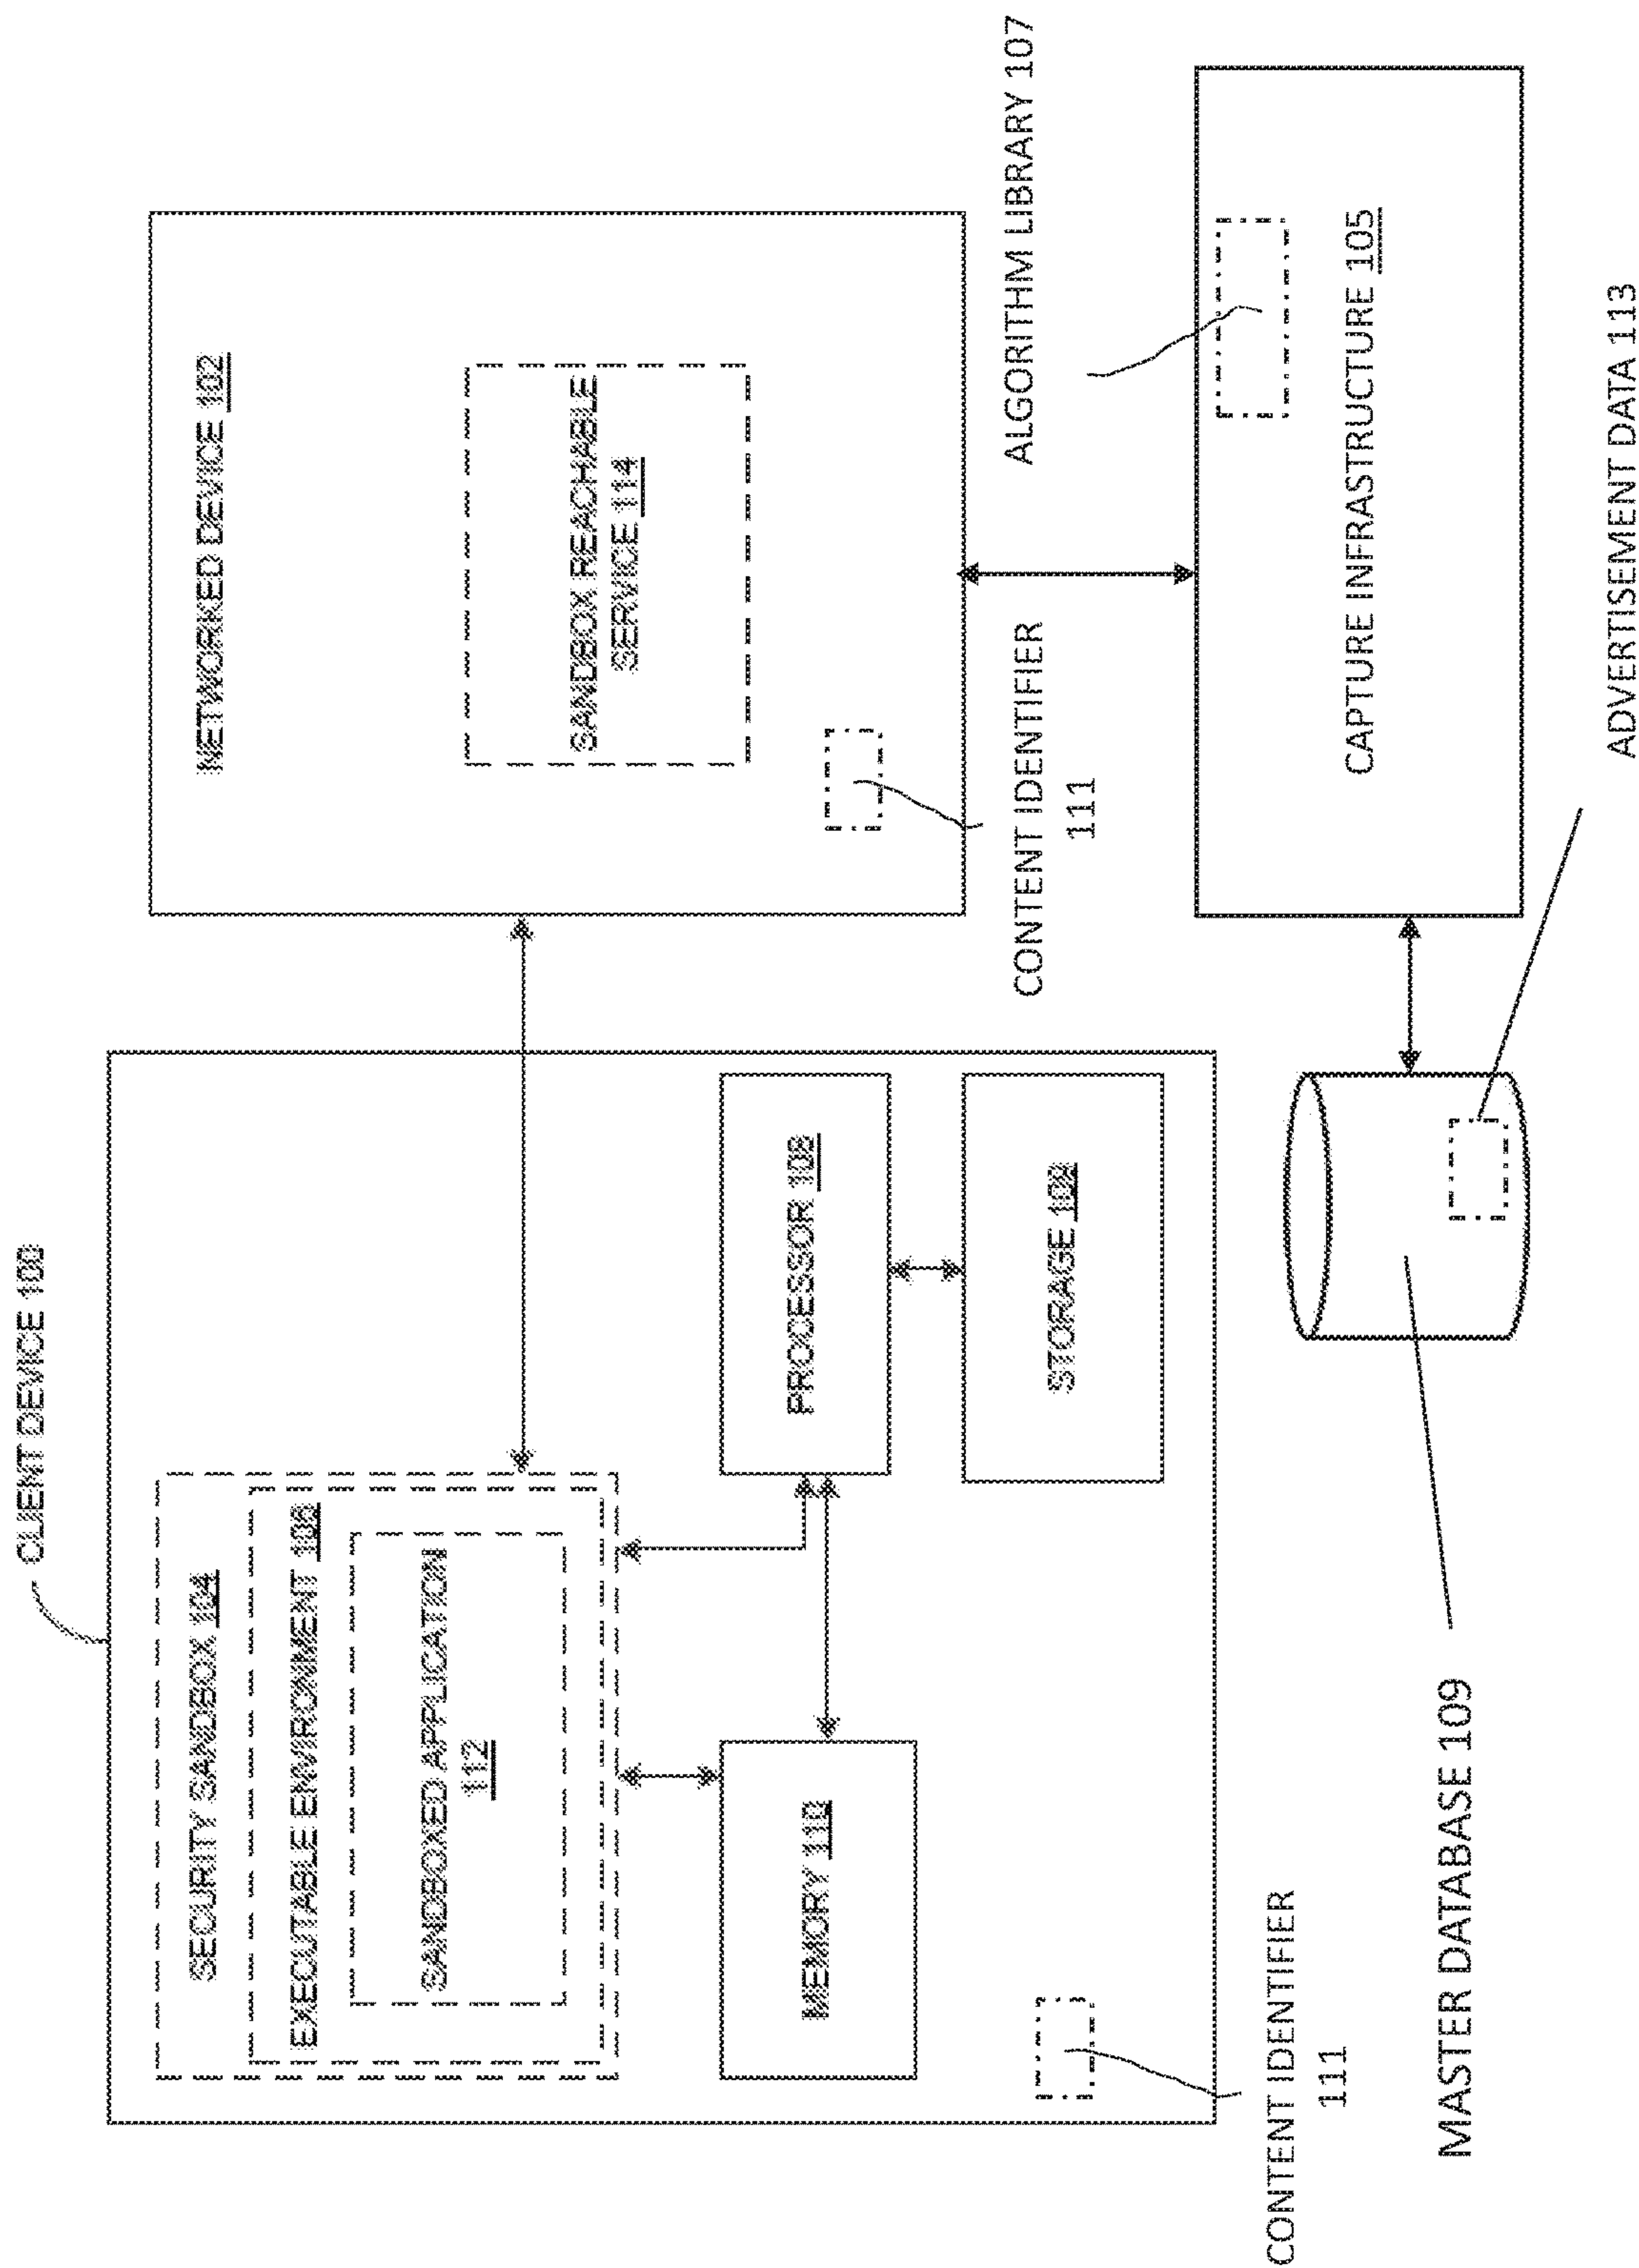 CLIENT DEVICE 100
SECURITY SANDBOX 104
EXECUTABLE ENVIRONMENT 106
SANDBOXED APPLICATION
112
MEMORY 110
PROCESSOR 108
STORAGE 109
CONTENT IDENTIFIER
111
NETWORKED DEVICE 102
SANDBOX REACHABLE
SERVICE 114
CONTENT IDENTIFIER
111
ALGORITHM LIBRARY 107
CAPTURE INFRASTRUCTURE 105
MASTER DATABASE 109
ADVERTISEMENT DATA 113